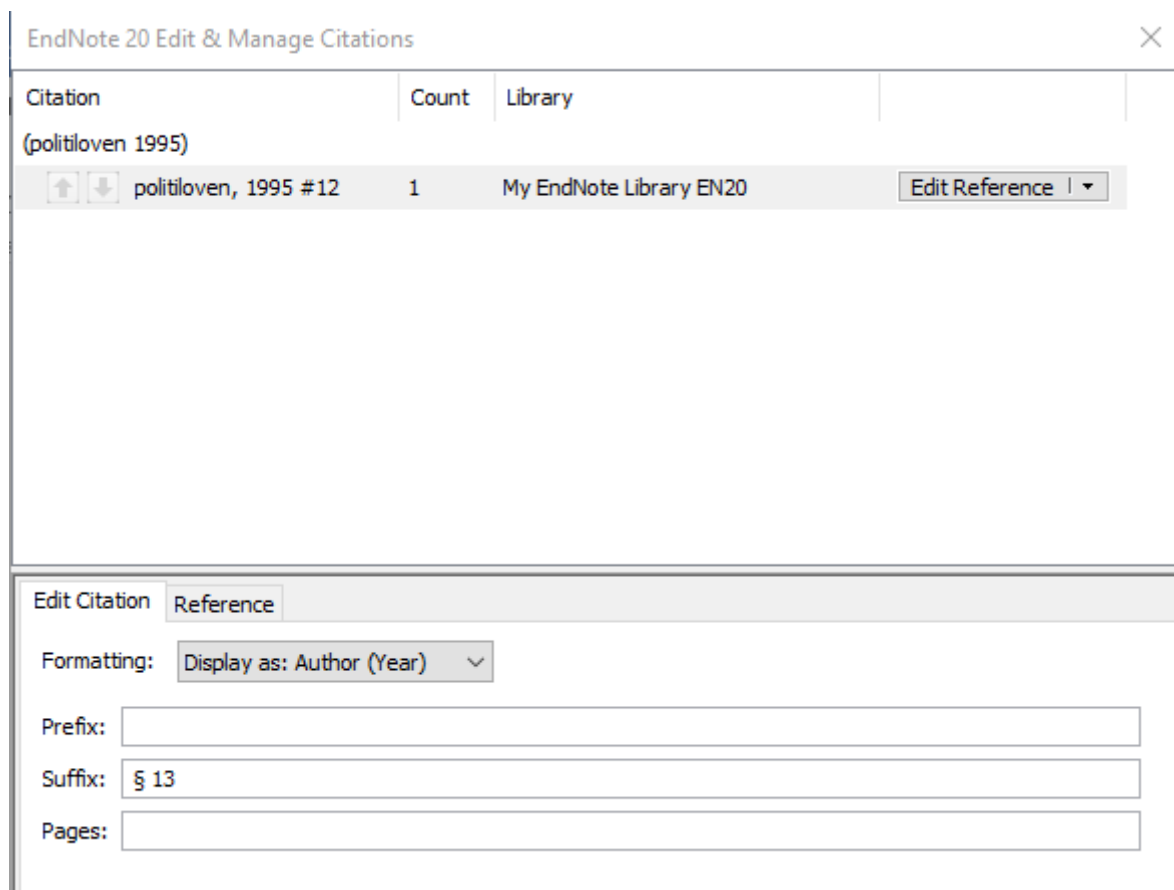 EndNote 20 Edit & Manage Citations
Citation Count Library
(politiloven 1995)
politiloven, 1995 #12 1 My EndNote Library EN20 Edit Reference
Edit Citation Reference
Formatting: Display as: Author (Year)
Prefix:
Suffix: § 13
Pages: